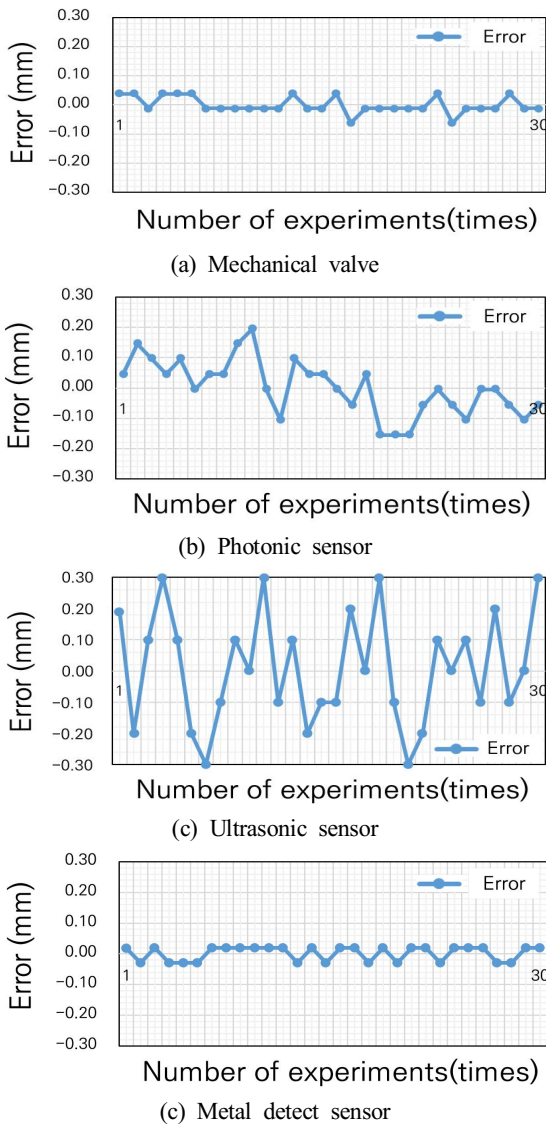 0.30
0.20
0.10
0.00
-0.10
-0.20
-0.30
Error (mm)
Error
1
30
Number of experiments(times)
(a) Mechanical valve
0.30
0.20
0.10
0.00
-0.10
-0.20
-0.30
Error (mm)
Error
1
30
Number of experiments(times)
(b) Photonic sensor
0.30
0.20
0.10
0.00
-0.10
-0.20
-0.30
Error (mm)
1
30
Error
Number of experiments(times)
(c) Ultrasonic sensor
0.30
0.20
0.10
0.00
-0.10
-0.20
-0.30
Error (mm)
Error
1
30
Number of experiments(times)
(c) Metal detect sensor